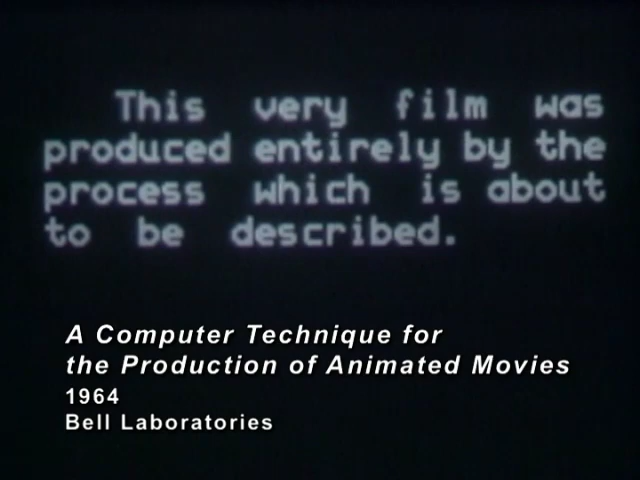 This very film was
produced entirely by the
process which is about
to be described.
A Computer Technique for
the Production of Animated Movies
1964
Bell Laboratories